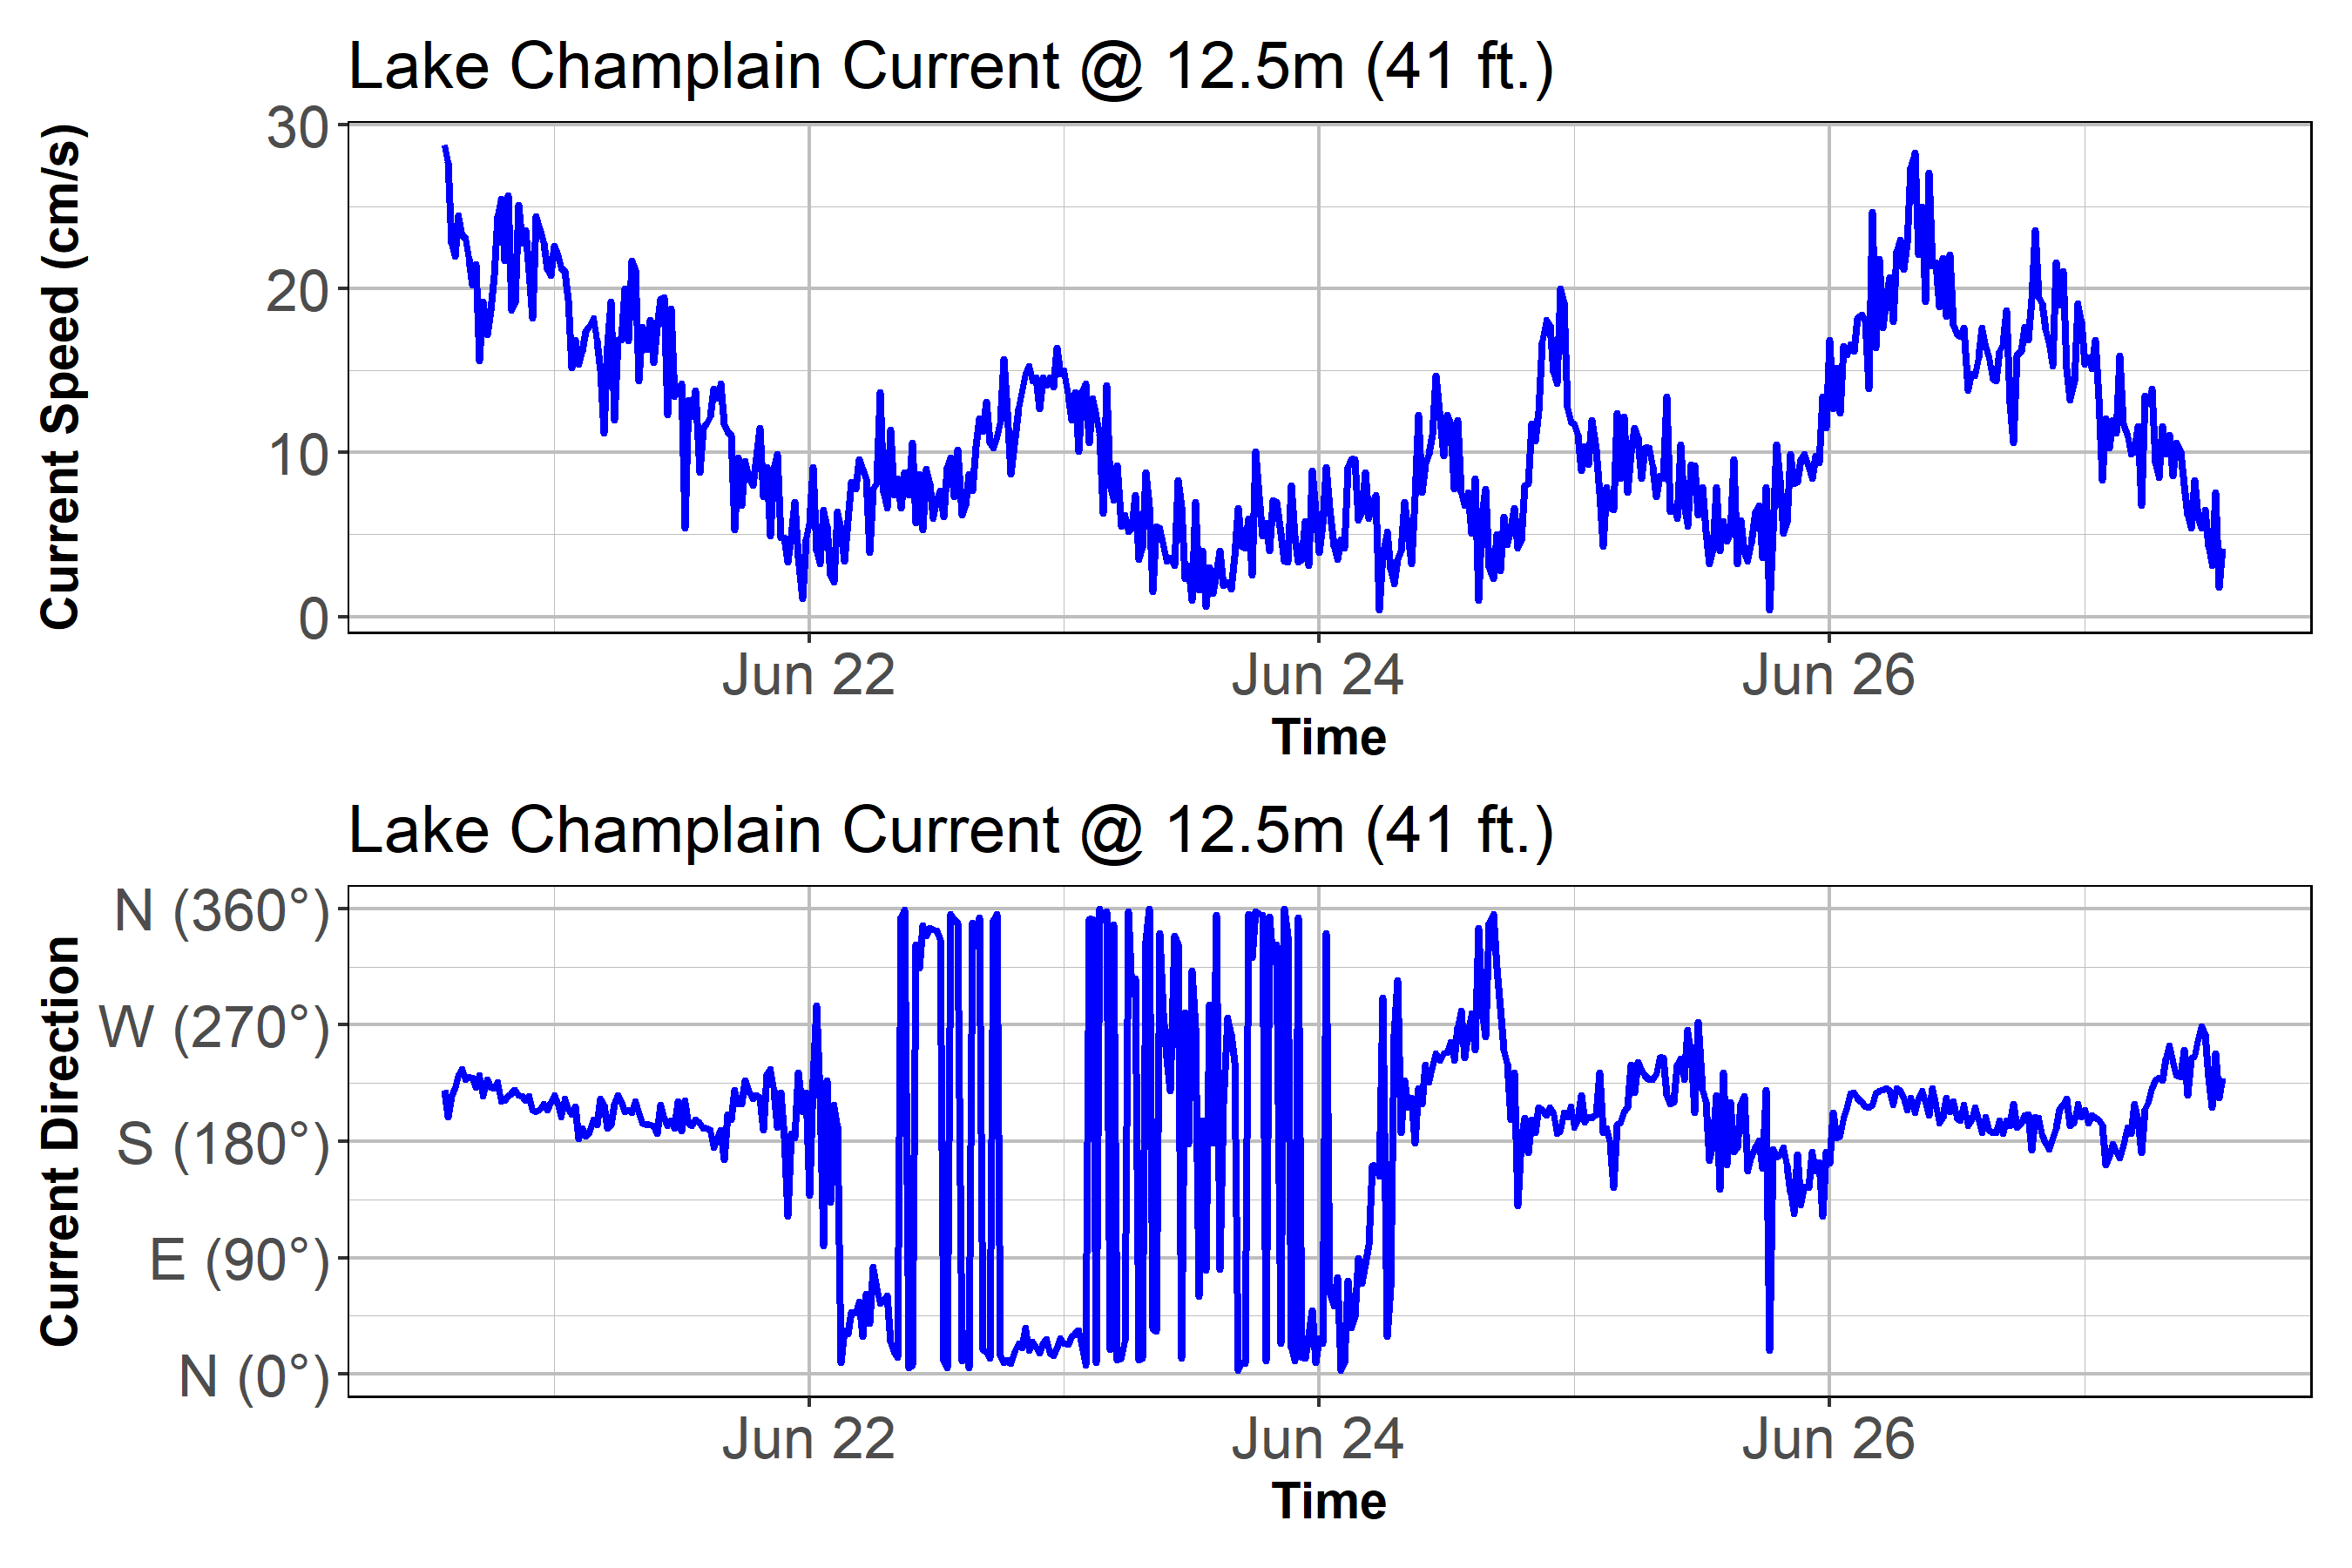 Lake Champlain Current @ 12.5m (41 ft.)
Current Speed (cm/s)
30
20
10
0
Jun 22 Jun 24 Jun 26
Time
Lake Champlain Current @ 12.5m (41 ft.)
Current Direction
N (360°)
W (270°)
S (180°)
E (90°)
N (0°)
Jun 22 Jun 24 Jun 26
Time